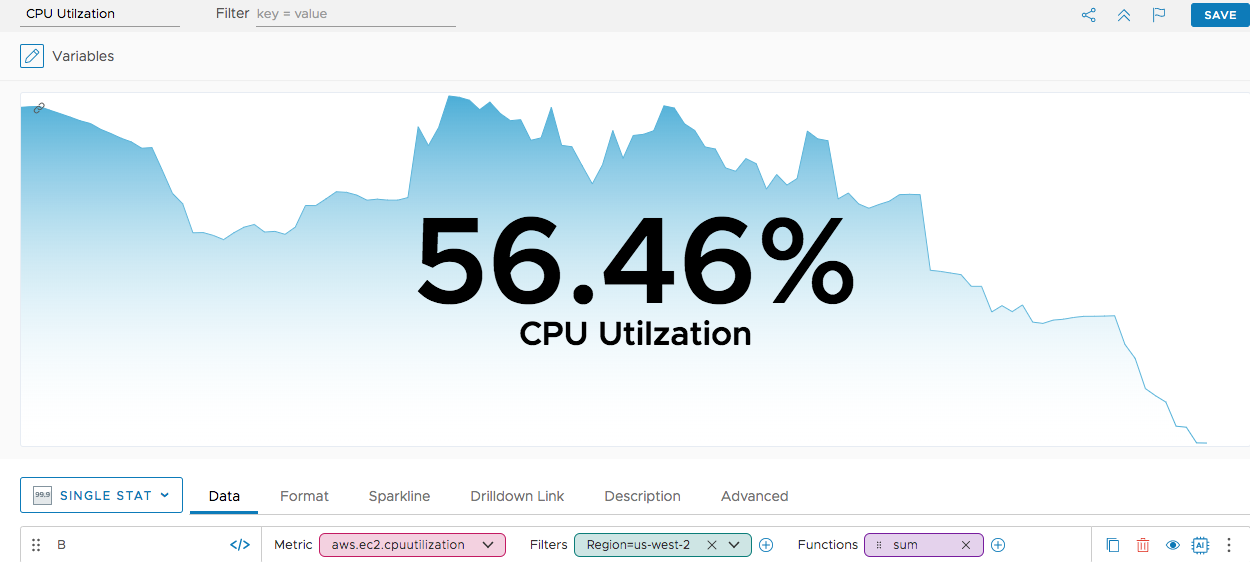 CPU Utilzation
Filter key = value
SAVE
Variables
56.46%
CPU Utilzation
99.9 SINGLE STAT
Data
Format
Sparkline
Drilldown Link
Description
Advanced
B
</>
Metric aws.ec2.cpuutilization
Filters Region=us-west-2
Functions sum
AI